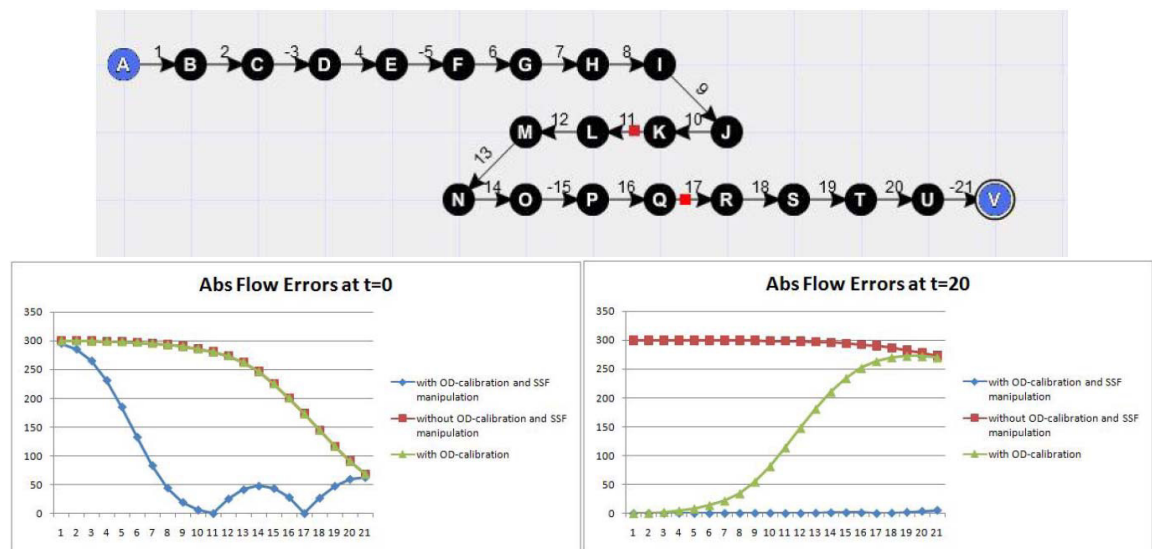 1 2 -3 4 -5 6 7 8
A B C D E F G H I
9
12 11 10
M L K J
13
14 -15 16 17 18 19 20 -21
N O P Q R S T U V
Abs Flow Errors at t=0
350
300
250
200
150
100
50
0
1 2 3 4 5 6 7 8 9 10 11 12 13 14 15 16 17 18 19 20 21
with OD-calibration and SSF
manipulation
without OD-calibration and SSF
manipulation
with OD-calibration
Abs Flow Errors at t=20
350
300
250
200
150
100
50
0
1 2 3 4 5 6 7 8 9 10 11 12 13 14 15 16 17 18 19 20 21
with OD-calibration and SSF
manipulation
without OD-calibration and SSF
manipulation
with OD-calibration